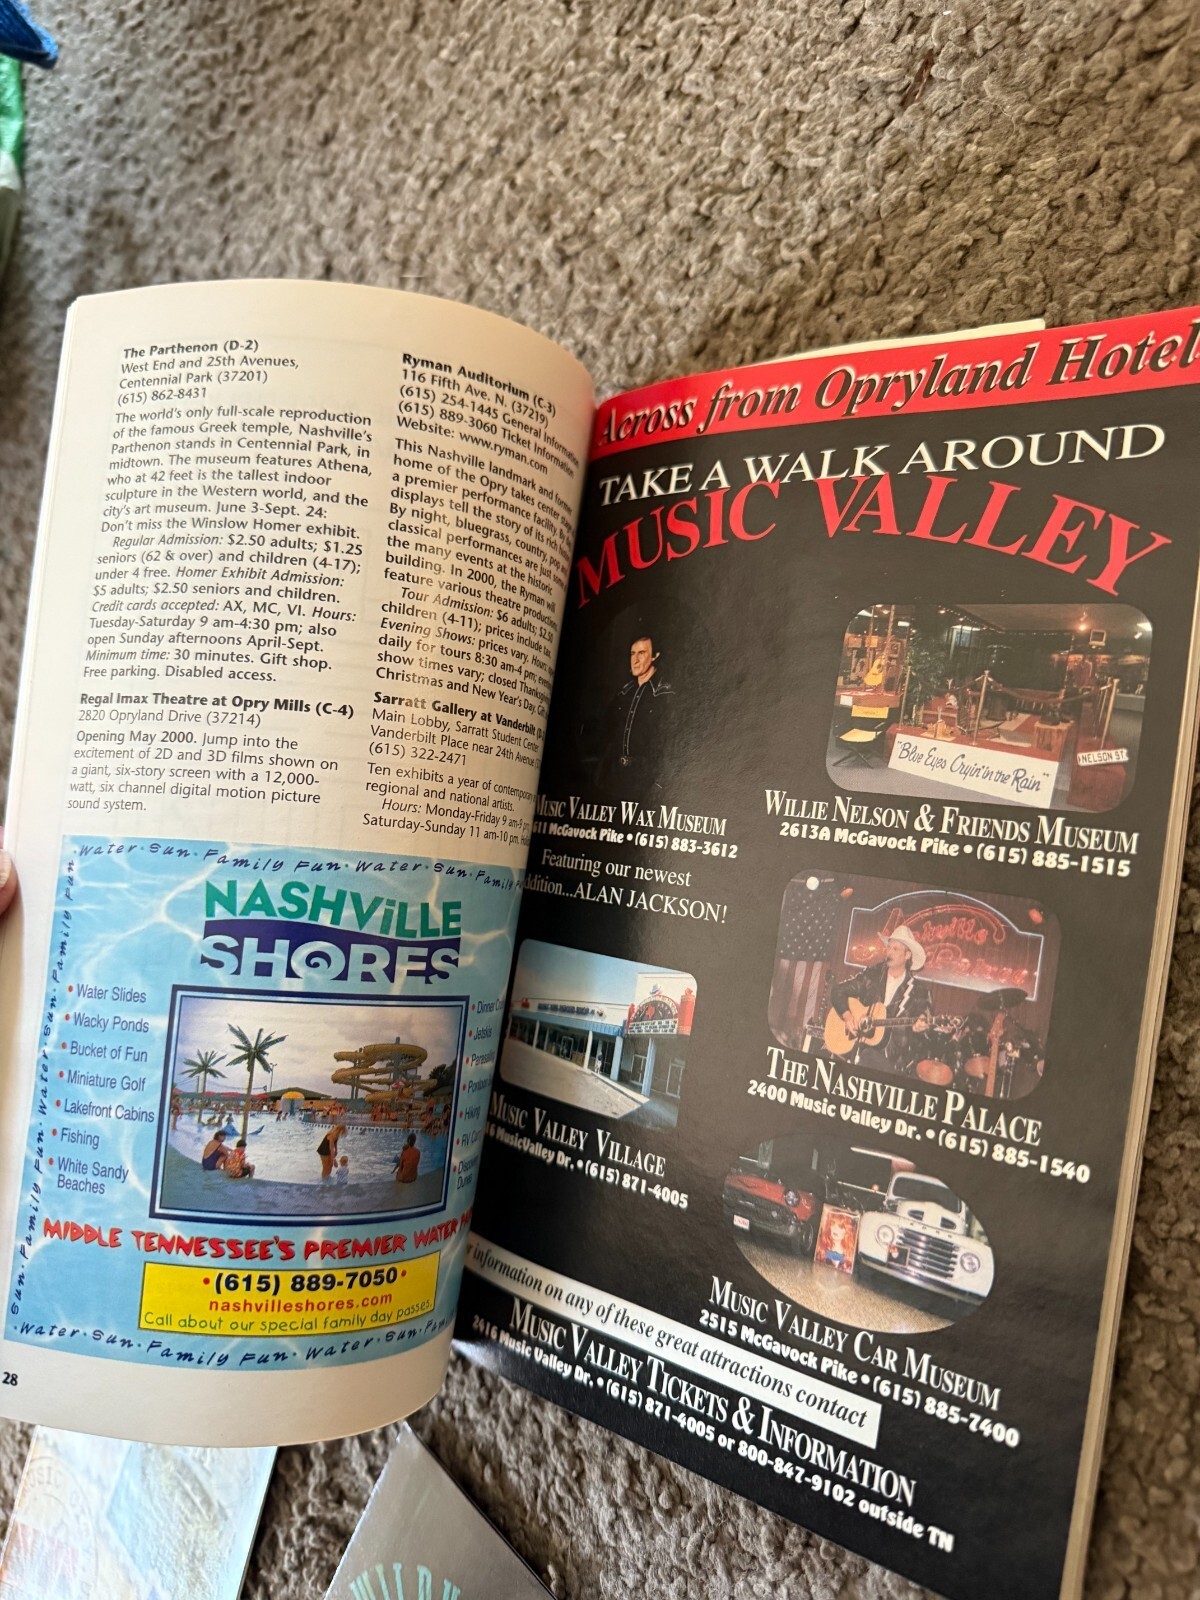 The Parthenon (D-2)
West End and 25th Avenues,
Centennial Park (37201)
(615) 862-8431
The world's only full-scale reproduction
of the famous Greek temple, Nashville's
Parthenon stands in Centennial Park, in
midtown. The museum features Athena,
who at 42 feet is the tallest indoor
sculpture in the Western world, and the
city's art museum. June 3-Sept. 24:
Don't miss the Winslow Homer exhibit.
Regular Admission: $2.50 adults; $1.25
seniors (62 & over) and children (4-17);
under 4 free. Homer Exhibit Admission:
$5 adults; $2.50 seniors and children.
Credit cards accepted: AX, MC, VI. Hours:
Tuesday-Saturday 9 am-4:30 pm; also
open Sunday afternoons April-Sept.
Minimum time: 30 minutes. Gift shop.
Free parking. Disabled access.
Regal Imax Theatre at Opry Mills (C-4)
2820 Opryland Drive (37214)
Opening May 2000. Jump into the
excitement of 2D and 3D films shown on
a giant, six-story screen with a 12,000-
watt, six channel digital motion picture
sound system.
Ryman Auditorium (C-3)
116 Fifth Ave. N. (37219)
(615) 254-1445 General Information
(615) 889-3060 Ticket Information
Website: www.ryman.com
This Nashville landmark and former
home of the Opry takes center stage
a premier performance facility. By
displays tell the story of its rich
By night, bluegrass, country, pop
classical performances are just some
the many events at the historic
building. In 2000, the Ryman will
feature various theatre productions
Tour Admission: $6 adults; $2.50
children (4-11); prices include tax.
Evening Shows: prices vary. Hours:
daily for tours 8:30 am-4 pm;
show times vary; closed Thanksgiving
Christmas and New Year's Day.
Sarratt Gallery at Vanderbilt
Main Lobby, Sarratt Student Center
Vanderbilt Place near 24th Avenue
(615) 322-2471
Ten exhibits a year of contemporary
regional and national artists.
Hours: Monday-Friday 9 am-9 pm
Saturday-Sunday 11 am-10 pm
Water · Sun · Family Fun · Water · Sun · Family
NASHVILLE
SHORES
• Water Slides
• Wacky Ponds
• Bucket of Fun
• Miniature Golf
• Lakefront Cabins
• Fishing
• White Sandy
Beaches
• Dinner
• Jetskis
• Hiking
• RV
MIDDLE TENNESSEE'S PREMIER WATER
• (615) 889-7050 •
nashvilleshores.com
Call about our special family day passes.
· Water · Sun · Family Fun · Water · Sun ·
28
Across from Opryland Hotel
TAKE A WALK AROUND
MUSIC VALLEY
MUSIC VALLEY WAX MUSEUM
McGavock Pike • (615) 883-3612
Featuring our newest
addition...ALAN JACKSON!
"Blue Eyes Cryin' in the Rain"
NELSON ST.
WILLIE NELSON & FRIENDS MUSEUM
2613A McGavock Pike • (615) 885-1515
MUSIC VALLEY VILLAGE
Music Valley Dr. • (615) 871-4005
THE NASHVILLE PALACE
2400 Music Valley Dr. • (615) 885-1540
MUSIC VALLEY CAR MUSEUM
2515 McGavock Pike • (615) 885-7400
information on any of these great attractions contact
MUSIC VALLEY TICKETS & INFORMATION
2416 Music Valley Dr. • (615) 871-4005 or 800-847-9102 outside TN